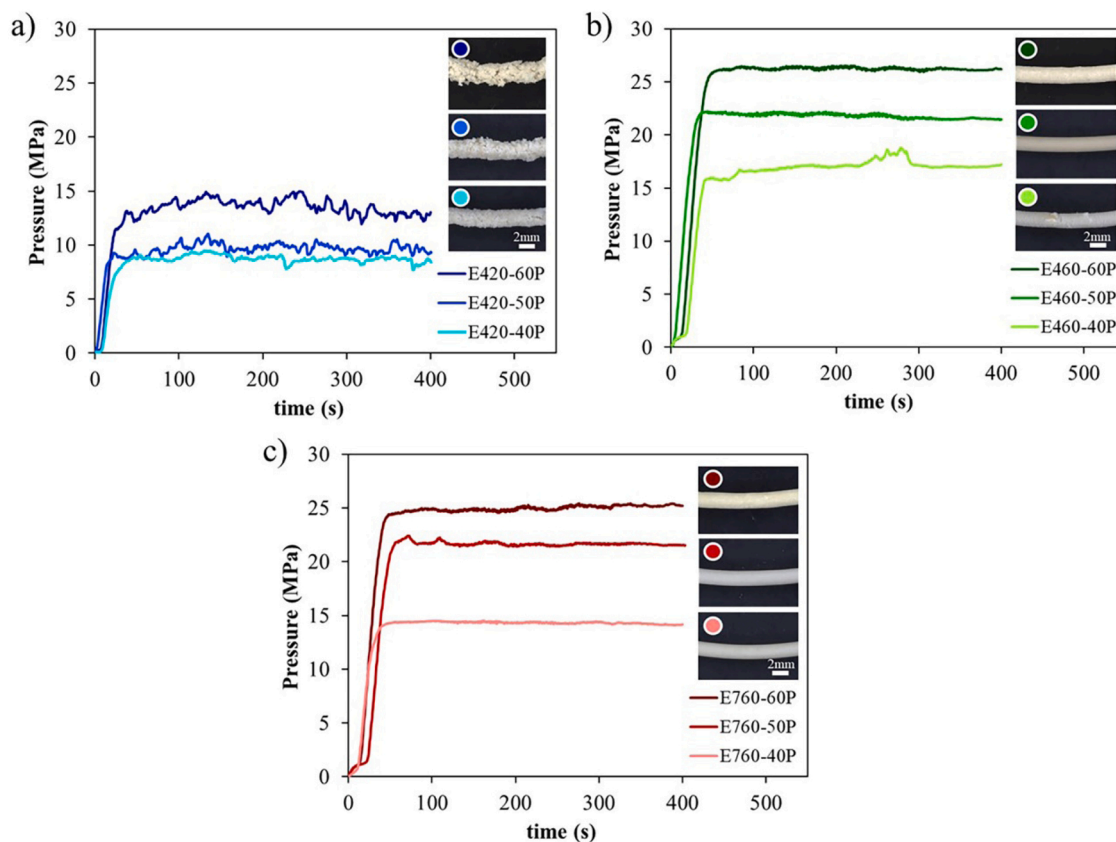 a)
30
25
20
15
10
5
0
Pressure (MPa)
0 100 200 300 400 500
time (s)
2mm
E420-60P
E420-50P
E420-40P
b)
30
25
20
15
10
5
0
Pressure (MPa)
0 100 200 300 400 500
time (s)
2mm
E460-60P
E460-50P
E460-40P
c)
30
25
20
15
10
5
0
Pressure (MPa)
0 100 200 300 400 500
time (s)
2mm
E760-60P
E760-50P
E760-40P